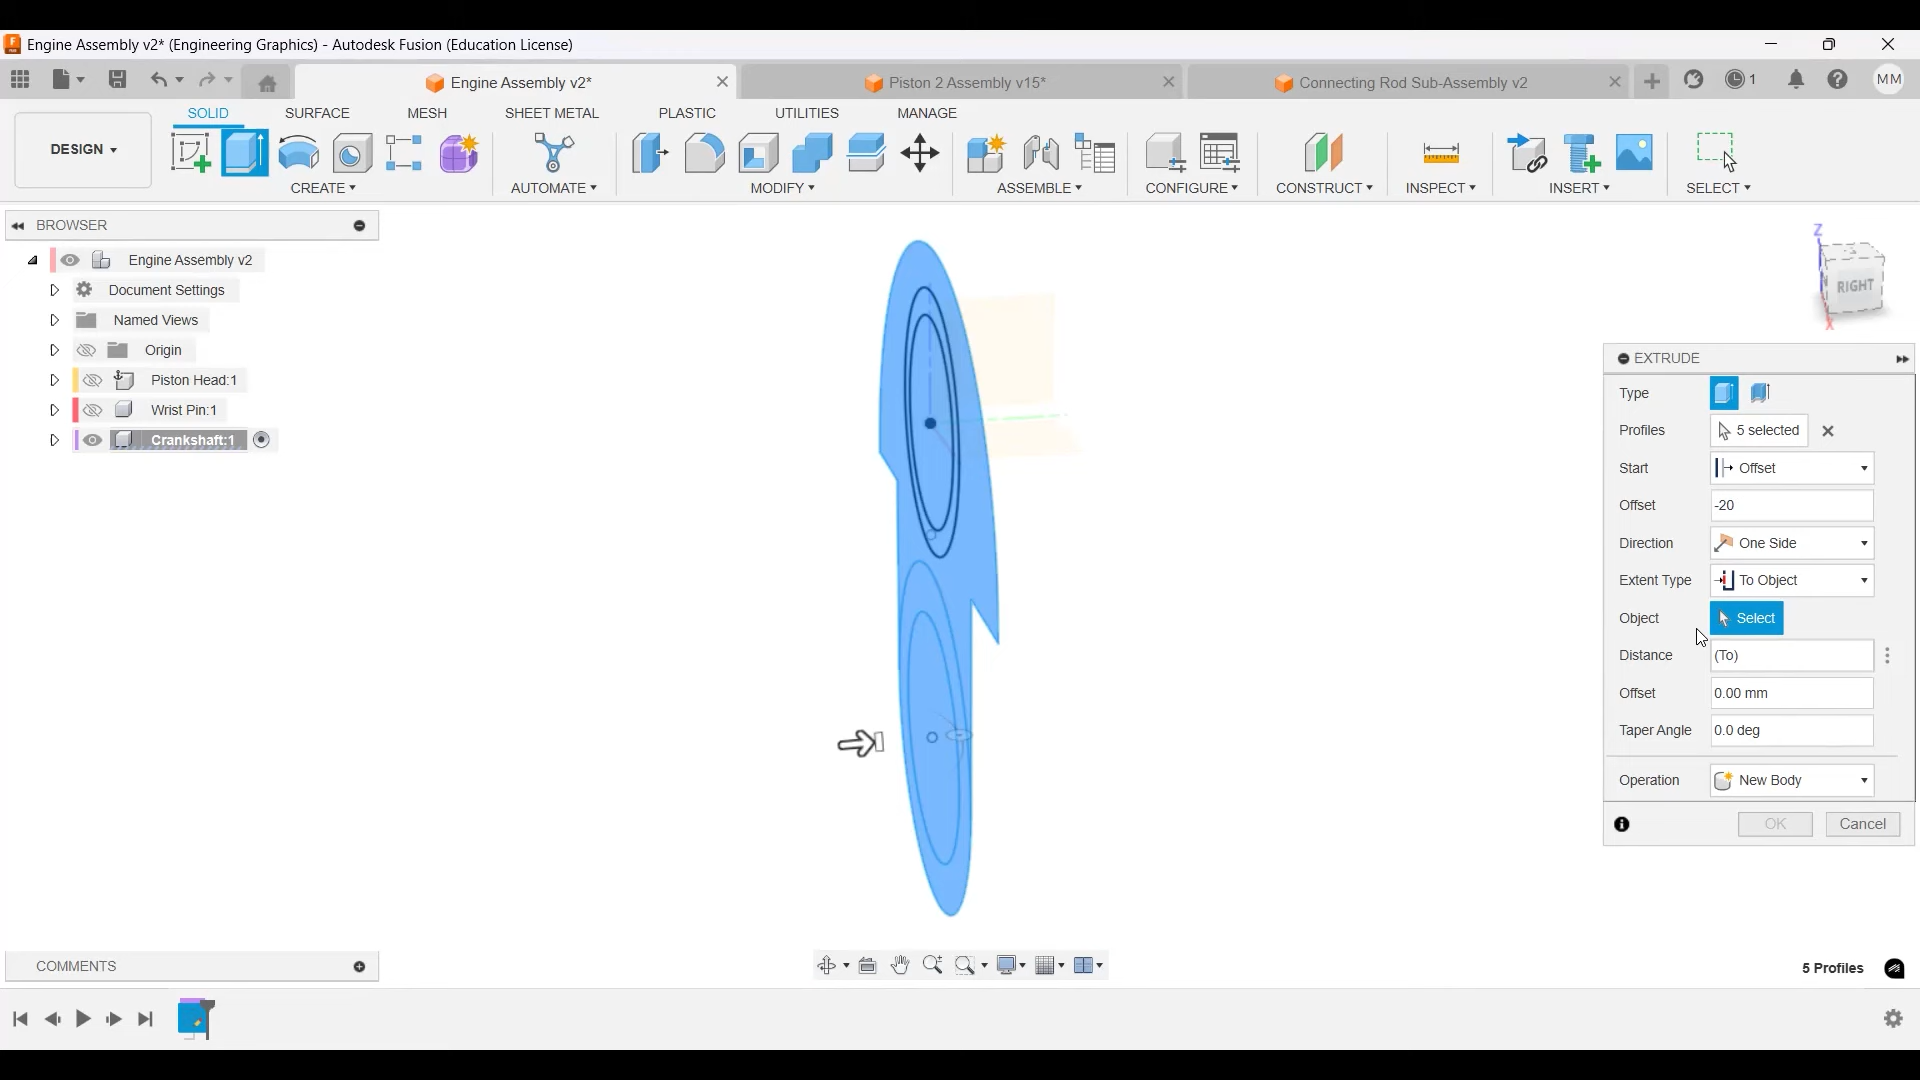 Engine Assembly v2* (Engineering Graphics) - Autodesk Fusion (Education License)
Engine Assembly v2*
Piston 2 Assembly v15*
Connecting Rod Sub-Assembly v2
1
MM
SOLID
SURFACE
MESH
SHEET METAL
PLASTIC
UTILITIES
MANAGE
DESIGN
CREATE
AUTOMATE
MODIFY
ASSEMBLE
CONFIGURE
CONSTRUCT
INSPECT
INSERT
SELECT
BROWSER
Engine Assembly v2
Document Settings
Named Views
Origin
Piston Head:1
Wrist Pin:1
Crankshaft:1
Z
RIGHT
X
EXTRUDE
Type
Profiles 5 selected
Start Offset
Offset -20
Direction One Side
Extent Type To Object
Object Select
Distance (To)
Offset 0.00 mm
Taper Angle 0.0 deg
Operation New Body
OK Cancel
COMMENTS
5 Profiles